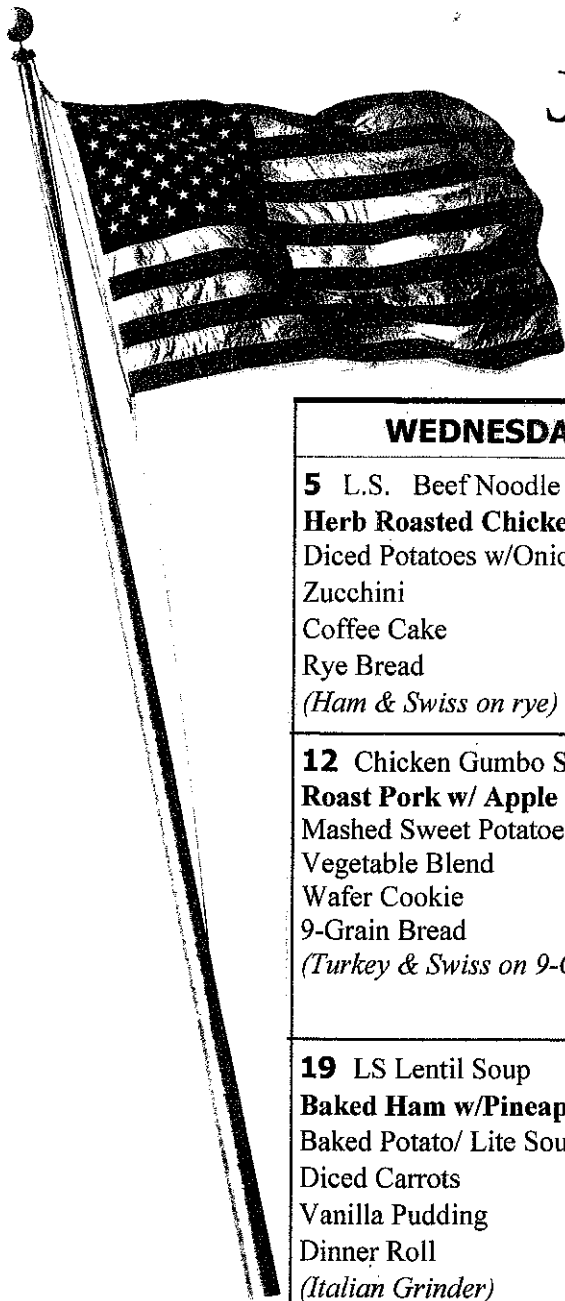 WEDNESDA
5 L.S. Beef Noodle
Herb Roasted Chicke
Diced Potatoes w/Onio
Zucchini
Coffee Cake
Rye Bread
(Ham & Swiss on rye)
12 Chicken Gumbo S
Roast Pork w/ Apple
Mashed Sweet Potatoe
Vegetable Blend
Wafer Cookie
9-Grain Bread
(Turkey & Swiss on 9-
19 LS Lentil Soup
Baked Ham w/Pineap
Baked Potato/ Lite Sou
Diced Carrots
Vanilla Pudding
Dinner Roll
(Italian Grinder)